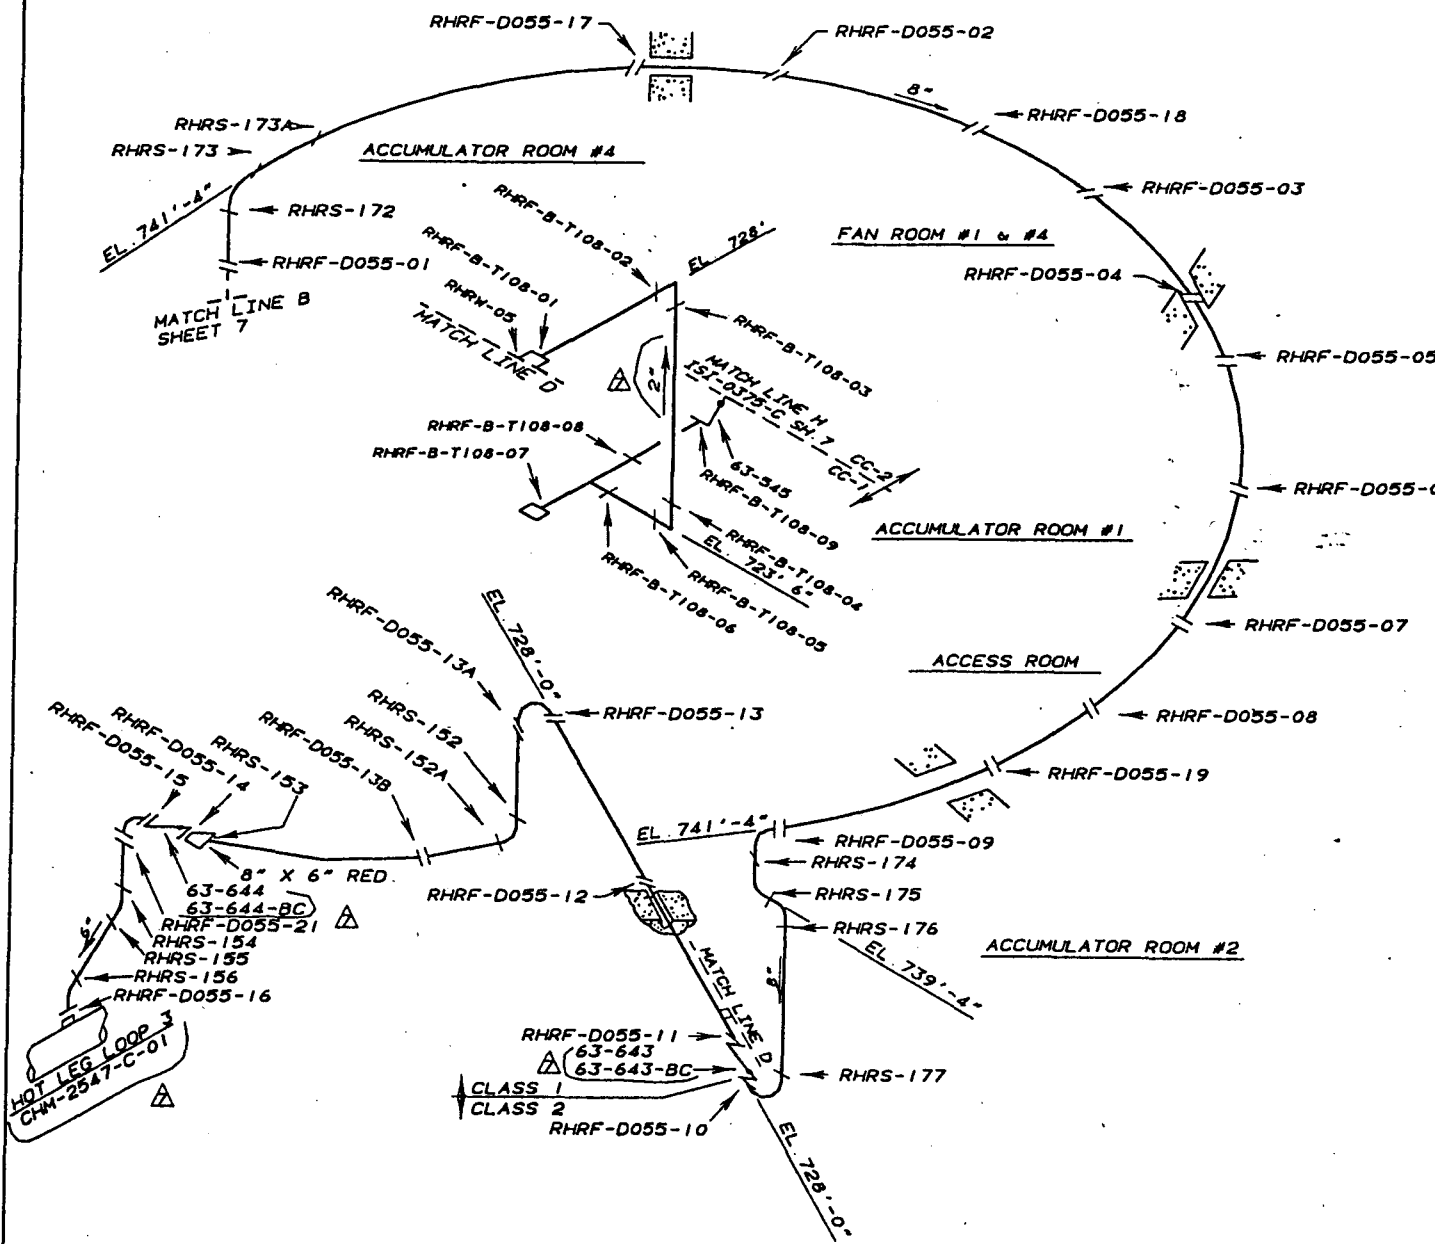 RHRF-D055-17
RHRF-D055-02
8"
RHRF-D055-18
RHRS-173A
RHRS-173
ACCUMULATOR ROOM #4
RHRF-D055-03
EL. 741'-4"
RHRS-172
RHRF-B-T108-02
EL. 728'
FAN ROOM #1 & #4
RHRF-D055-01
RHRF-B-T108-01
RHRW-05
RHRF-D055-04
MATCH LINE B
SHEET 7
MATCH LINE D
RHRF-B-T108-03
RHRF-D055-05
7
2"
MATCH LINE H
ISI-0375-C SH.7
CC-2
CC-1
RHRF-B-T108-08
RHRF-B-T108-07
63-545
RHRF-B-T108-09
ACCUMULATOR ROOM #1
RHRF-B-T108-04
EL. 723' 6"
RHRF-B-T108-05
RHRF-B-T108-06
RHRF-D055-07
ACCESS ROOM
EL. 728'-0"
RHRF-D055-13A
RHRF-D055-13
RHRF-D055-08
RHRS-152
RHRS-152A
RHRF-D055-13B
RHRS-153
RHRF-D055-14
RHRF-D055-15
RHRF-D055-19
EL. 741'-4"
RHRF-D055-09
RHRS-174
8" X 6" RED.
63-644
63-644-BC
7
RHRF-D055-21
RHRS-154
RHRS-155
6"
RHRS-156
RHRF-D055-16
RHRF-D055-12
RHRS-175
RHRS-176
EL. 739'-4"
ACCUMULATOR ROOM #2
MATCH LINE D
8"
RHRF-D055-11
7
63-643
63-643-BC
RHRS-177
CLASS 1
CLASS 2
RHRF-D055-10
EL. 728'-0"
HOT LEG LOOP 3
CHM-2547-C-01
7